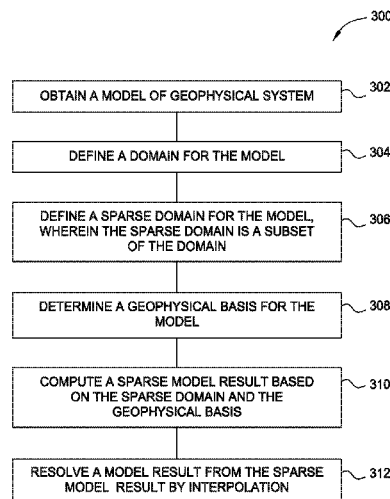 300
OBTAIN A MODEL OF GEOPHYSICAL SYSTEM
302
DEFINE A DOMAIN FOR THE MODEL
304
DEFINE A SPARSE DOMAIN FOR THE MODEL,
WHEREIN THE SPARSE DOMAIN IS A SUBSET
OF THE DOMAIN
306
DETERMINE A GEOPHYSICAL BASIS FOR THE
MODEL
308
COMPUTE A SPARSE MODEL RESULT BASED
ON THE SPARSE DOMAIN AND THE
GEOPHYSICAL BASIS
310
RESOLVE A MODEL RESULT FROM THE SPARSE
MODEL RESULT BY INTERPOLATION
312